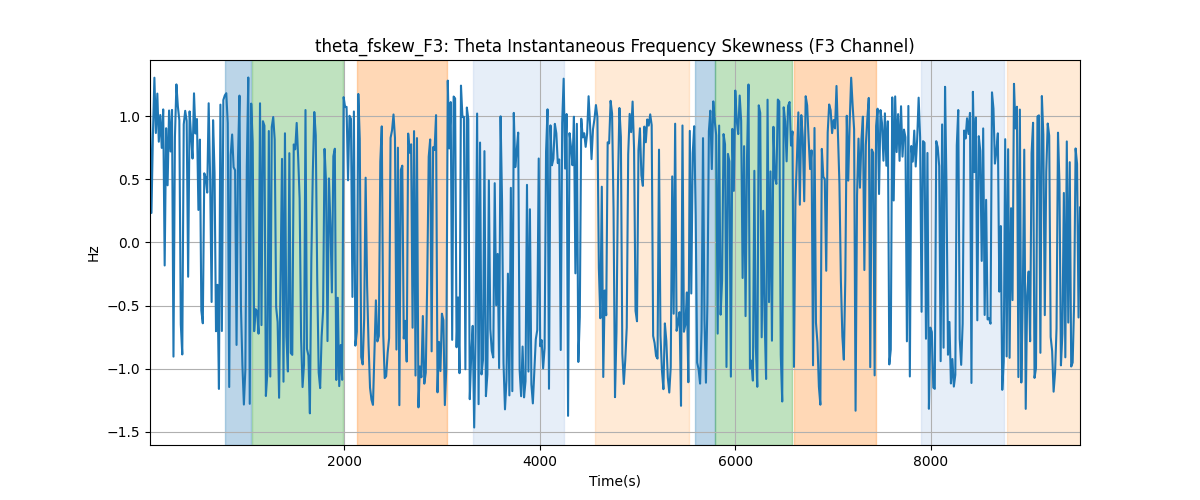 theta_fskew_F3: Theta Instantaneous Frequency Skewness (F3 Channel)
1.0
0.5
0.0
−0.5
−1.0
−1.5
Hz
2000 4000 6000 8000
Time(s)